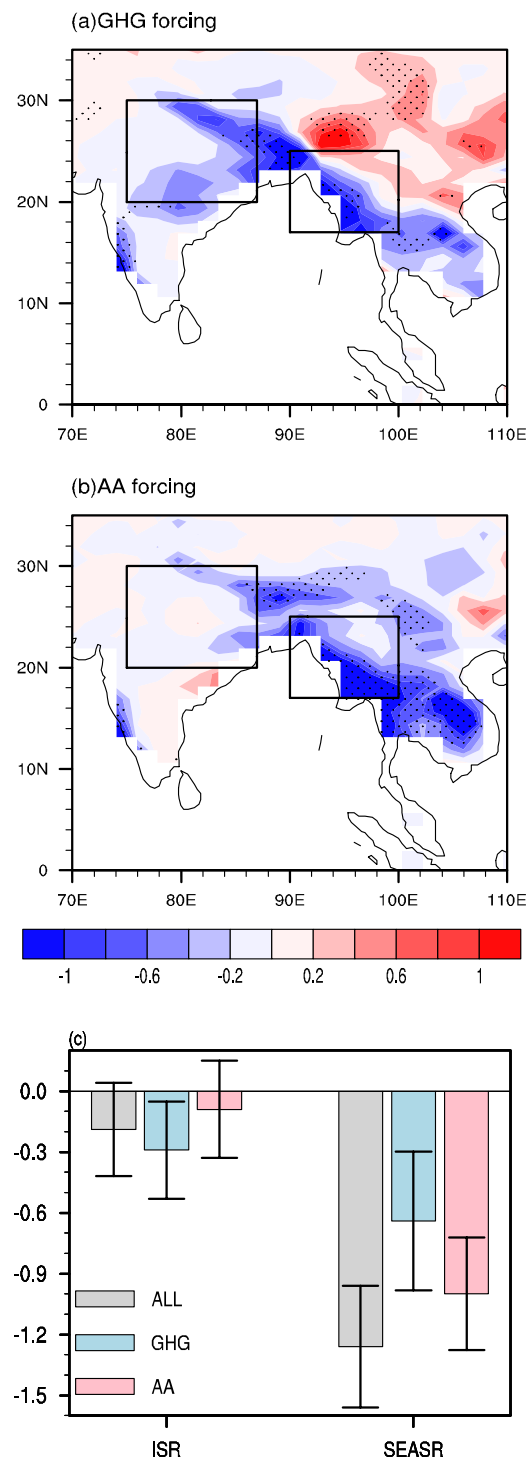 (a)GHG forcing
30N
20N
10N
0
70E 80E 90E 100E 110E
(b)AA forcing
30N
20N
10N
0
70E 80E 90E 100E 110E
-1 -0.6 -0.2 0.2 0.6 1
(c)
0.0
-0.3
-0.6
-0.9
-1.2
-1.5
ALL
GHG
AA
ISR SEASR